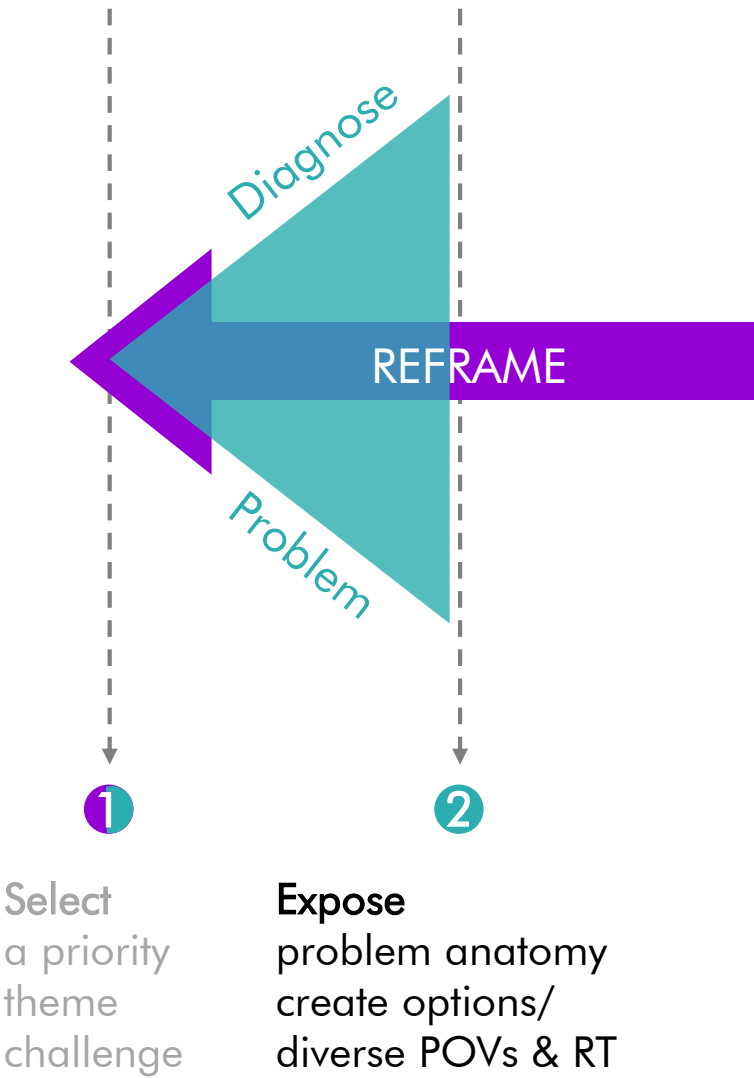 Diagnose
REFRAME
Problem
1
2
Select
a priority
theme
challenge
Expose
problem anatomy
create options/
diverse POVs & RT